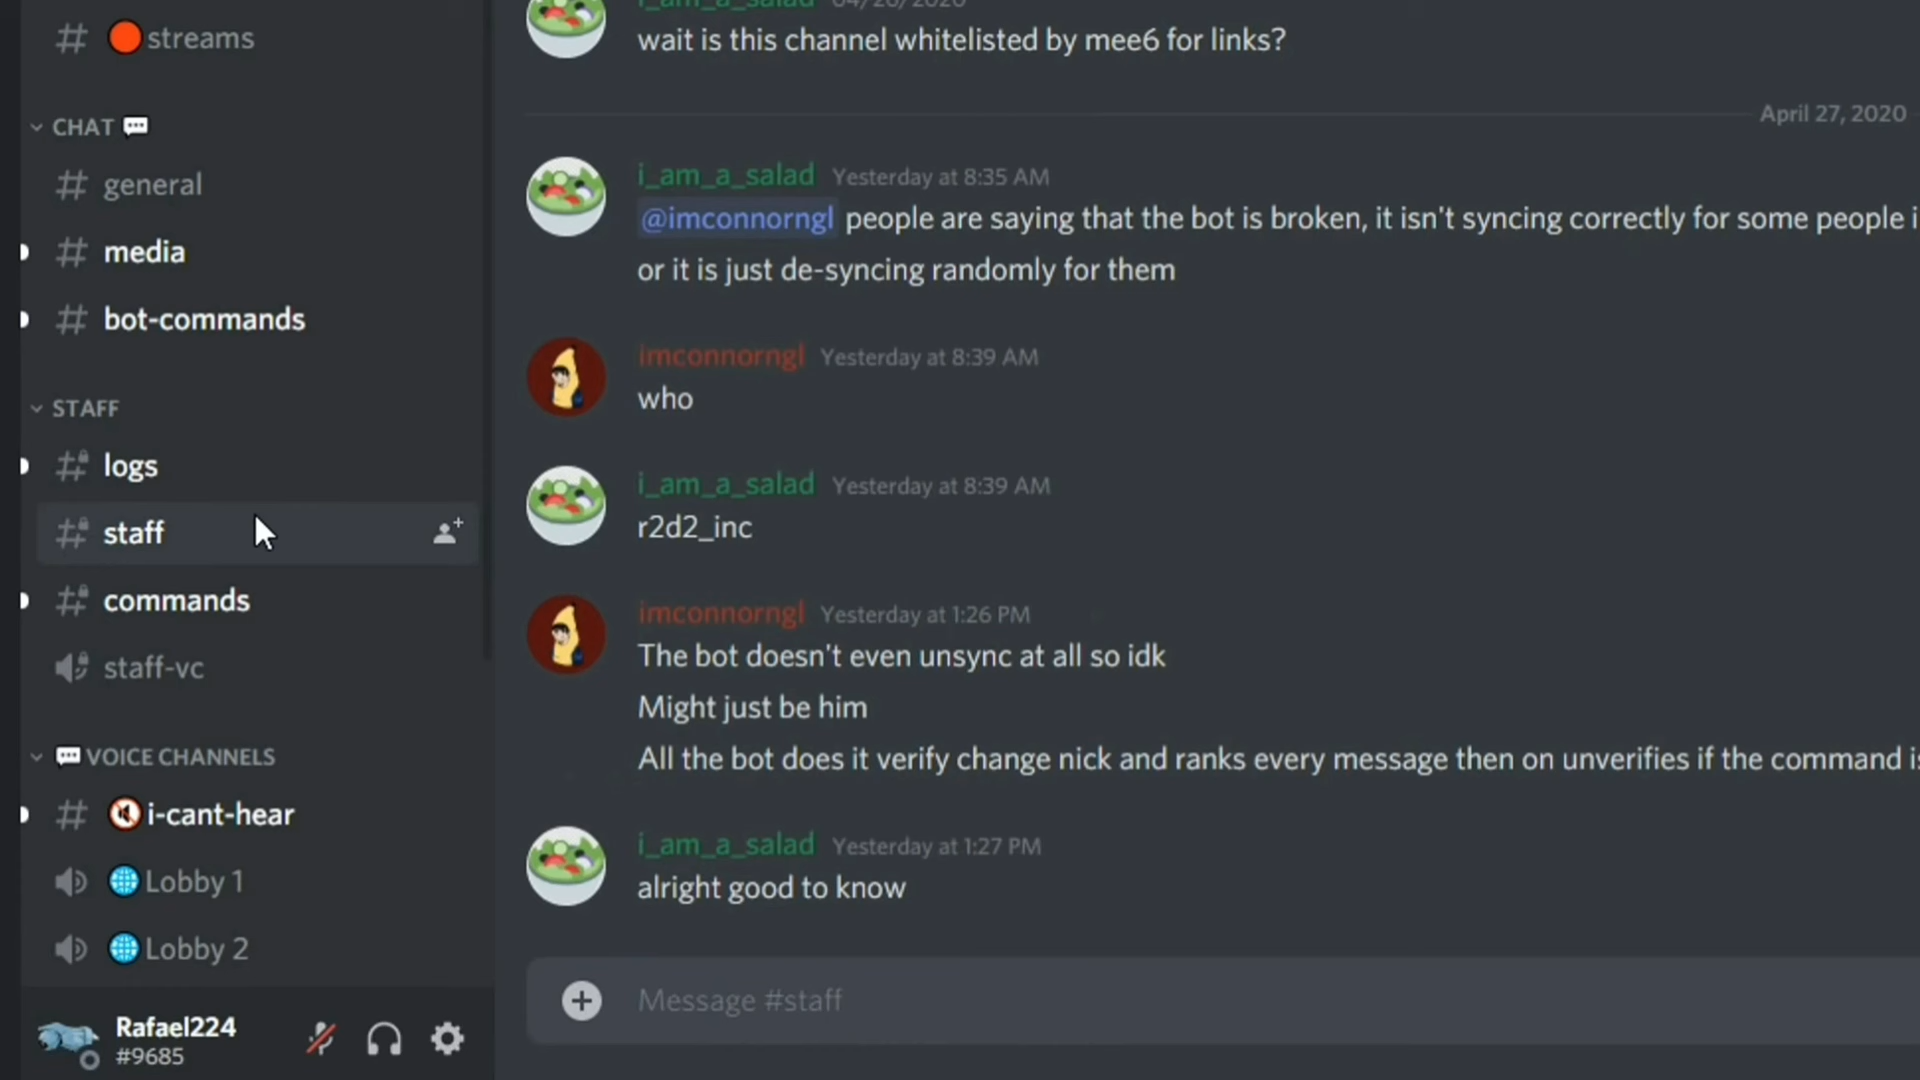 streams
CHAT
general
media
bot-commands
STAFF
logs
staff
commands
staff-vc
VOICE CHANNELS
i-cant-hear
Lobby 1
Lobby 2
Rafael224
#9685
i_am_a_salad 04/26/2020
wait is this channel whitelisted by mee6 for links?
April 27, 2020
i_am_a_salad Yesterday at 8:35 AM
@imconnorngl people are saying that the bot is broken, it isn't syncing correctly for some people i
or it is just de-syncing randomly for them
imconnorngl Yesterday at 8:39 AM
who
i_am_a_salad Yesterday at 8:39 AM
r2d2_inc
imconnorngl Yesterday at 1:26 PM
The bot doesn't even unsync at all so idk
Might just be him
All the bot does it verify change nick and ranks every message then on unverifies if the command is
i_am_a_salad Yesterday at 1:27 PM
alright good to know
Message #staff